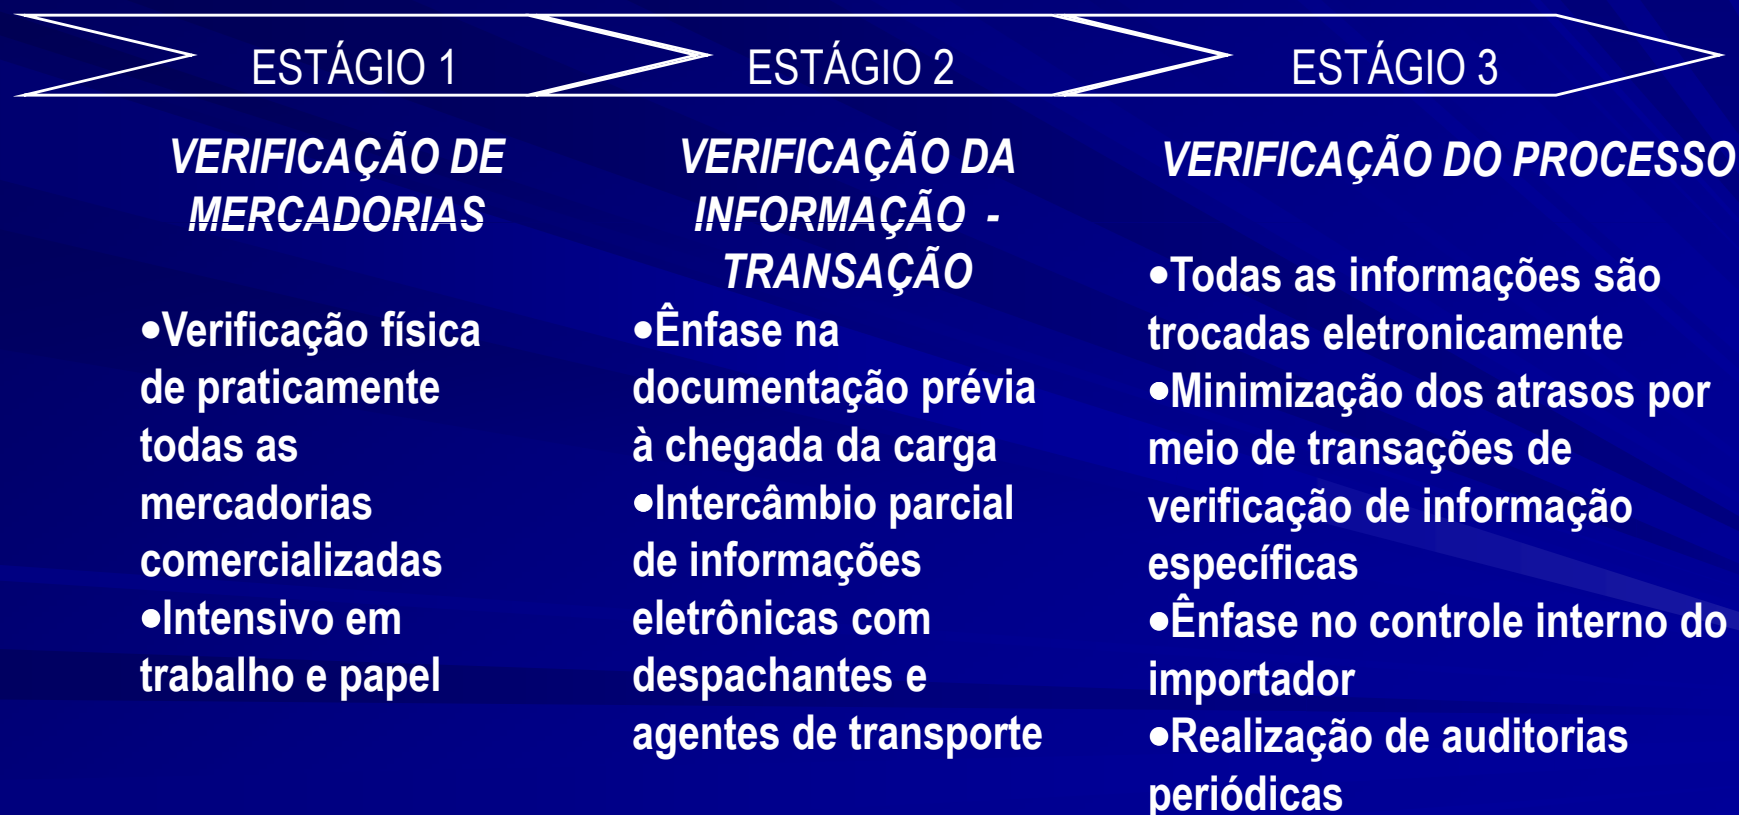 ESTÁGIO 1
ESTÁGIO 2
ESTÁGIO 3
VERIFICAÇÃO DE
MERCADORIAS
•Verificação física
de praticamente
todas as
mercadorias
comercializadas
•Intensivo em
trabalho e papel
VERIFICAÇÃO DA
INFORMAÇÃO -
TRANSAÇÃO
•Ênfase na
documentação prévia
à chegada da carga
•Intercâmbio parcial
de informações
eletrônicas com
despachantes e
agentes de transporte
VERIFICAÇÃO DO PROCESSO
•Todas as informações são
trocadas eletronicamente
•Minimização dos atrasos por
meio de transações de
verificação de informação
específicas
•Ênfase no controle interno do
importador
•Realização de auditorias
periódicas